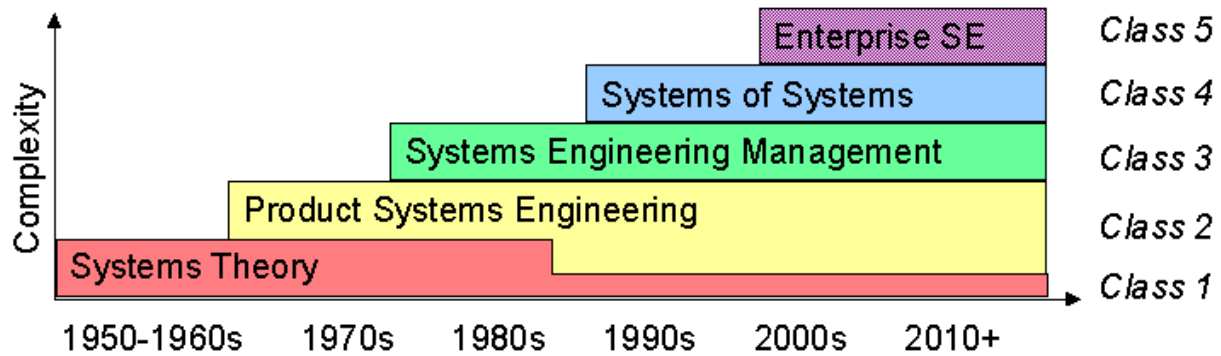 Enterprise SE
Class 5
Systems of Systems
Class 4
Systems Engineering Management
Class 3
Product Systems Engineering
Class 2
Systems Theory
Class 1
Complexity
1950-1960s 1970s 1980s 1990s 2000s 2010+